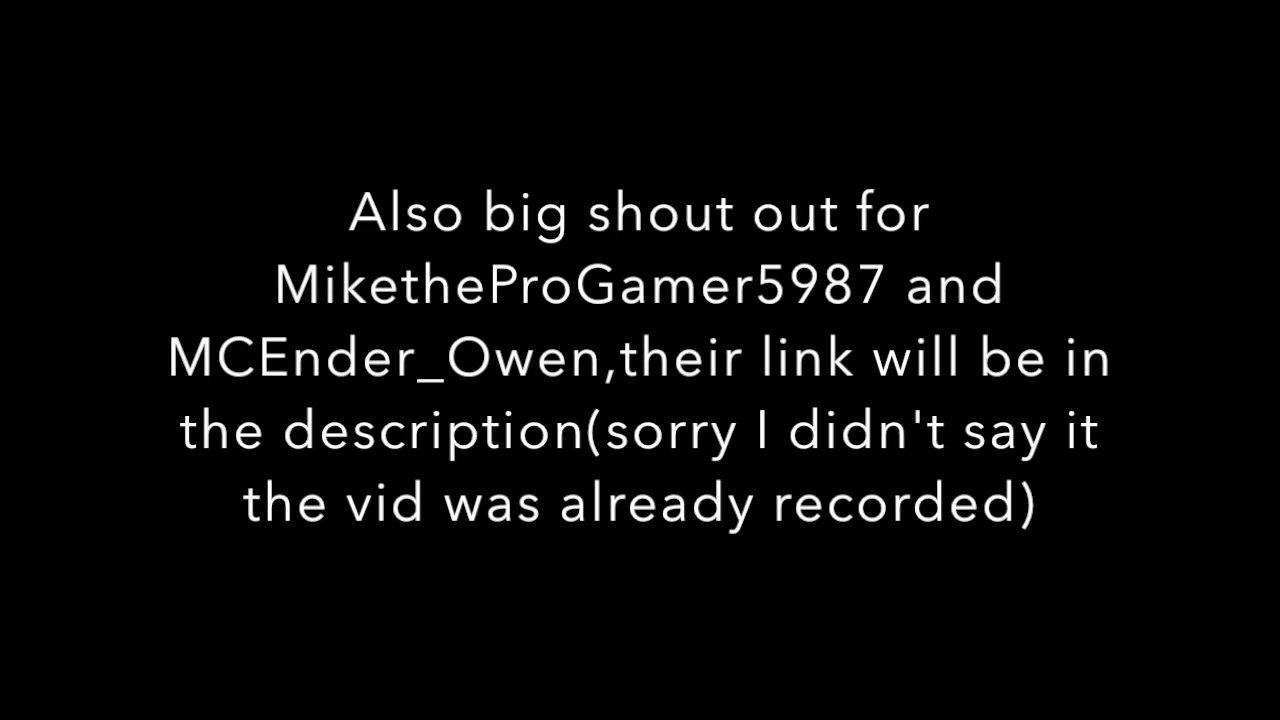 Also big shout out for
MiketheProGamer5987 and
MCEnder_Owen,their link will be in
the description(sorry I didn't say it
the vid was already recorded)